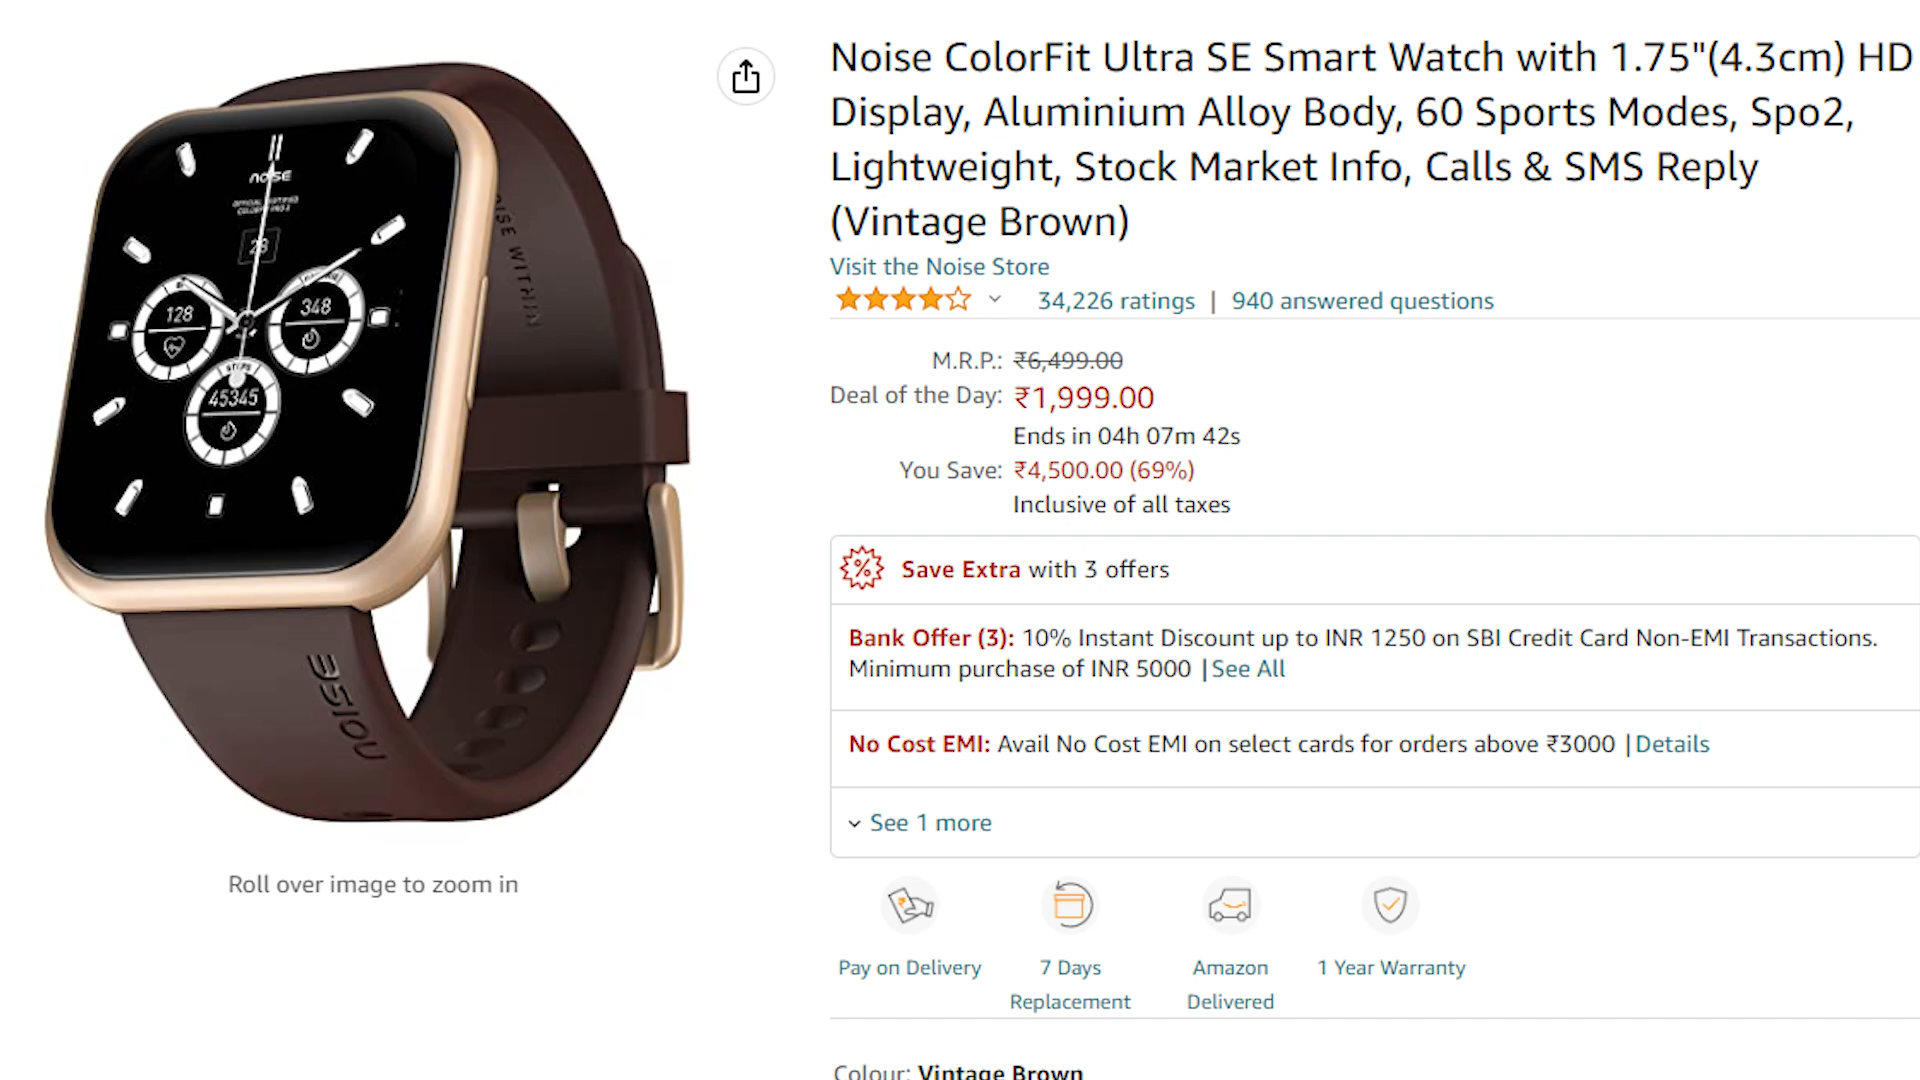 Noise ColorFit Ultra SE Smart Watch with 1.75"(4.3cm) HD
Display, Aluminium Alloy Body, 60 Sports Modes, Spo2,
Lightweight, Stock Market Info, Calls & SMS Reply
(Vintage Brown)
Visit the Noise Store
34,226 ratings | 940 answered questions
M.R.P.: ₹6,499.00
Deal of the Day: ₹1,999.00
Ends in 04h 07m 42s
You Save: ₹4,500.00 (69%)
Inclusive of all taxes
Save Extra with 3 offers
Bank Offer (3): 10% Instant Discount up to INR 1250 on SBI Credit Card Non-EMI Transactions.
Minimum purchase of INR 5000 | See All
No Cost EMI: Avail No Cost EMI on select cards for orders above ₹3000 | Details
See 1 more
Pay on Delivery
7 Days
Replacement
Amazon
Delivered
1 Year Warranty
Colour: Vintage Brown
noise
23
128
348
STEPS
45345
NOISE WITHIN
noise
Roll over image to zoom in